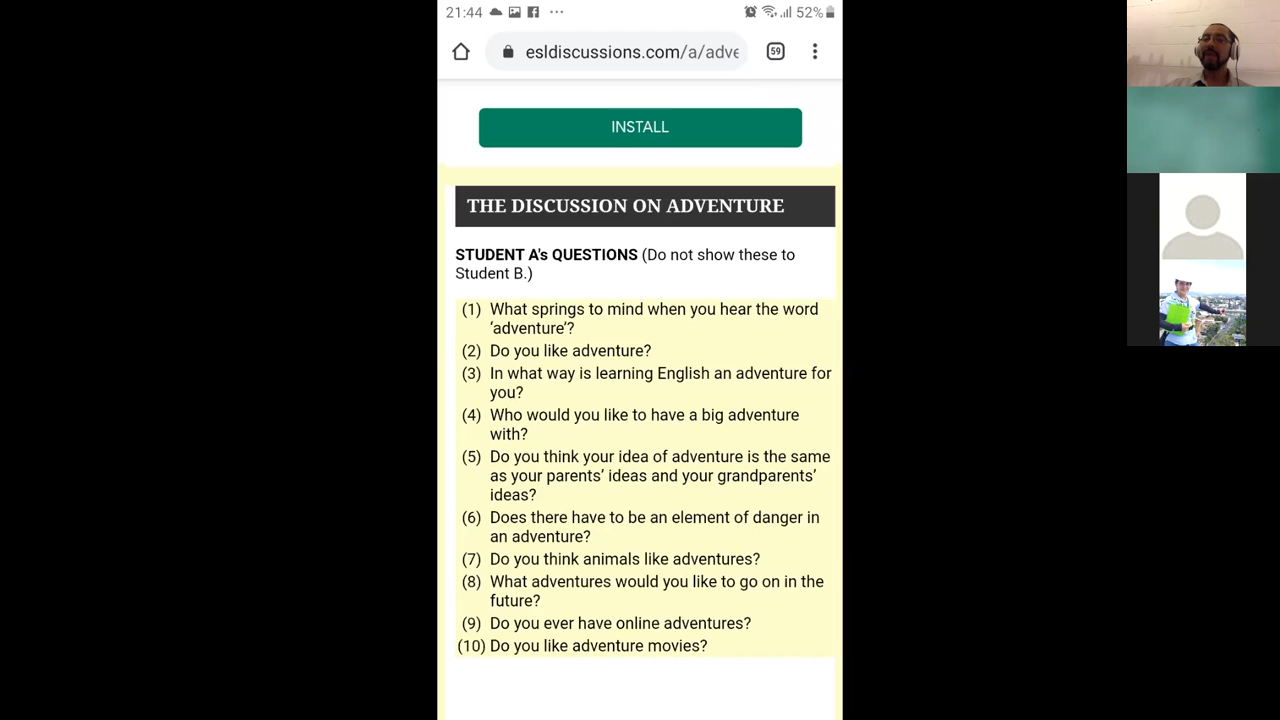 21:44
52%
esldiscussions.com/a/adve
59
INSTALL
THE DISCUSSION ON ADVENTURE
STUDENT A's QUESTIONS (Do not show these to
Student B.)
(1) What springs to mind when you hear the word
‘adventure’?
(2) Do you like adventure?
(3) In what way is learning English an adventure for
you?
(4) Who would you like to have a big adventure
with?
(5) Do you think your idea of adventure is the same
as your parents’ ideas and your grandparents’
ideas?
(6) Does there have to be an element of danger in
an adventure?
(7) Do you think animals like adventures?
(8) What adventures would you like to go on in the
future?
(9) Do you ever have online adventures?
(10) Do you like adventure movies?